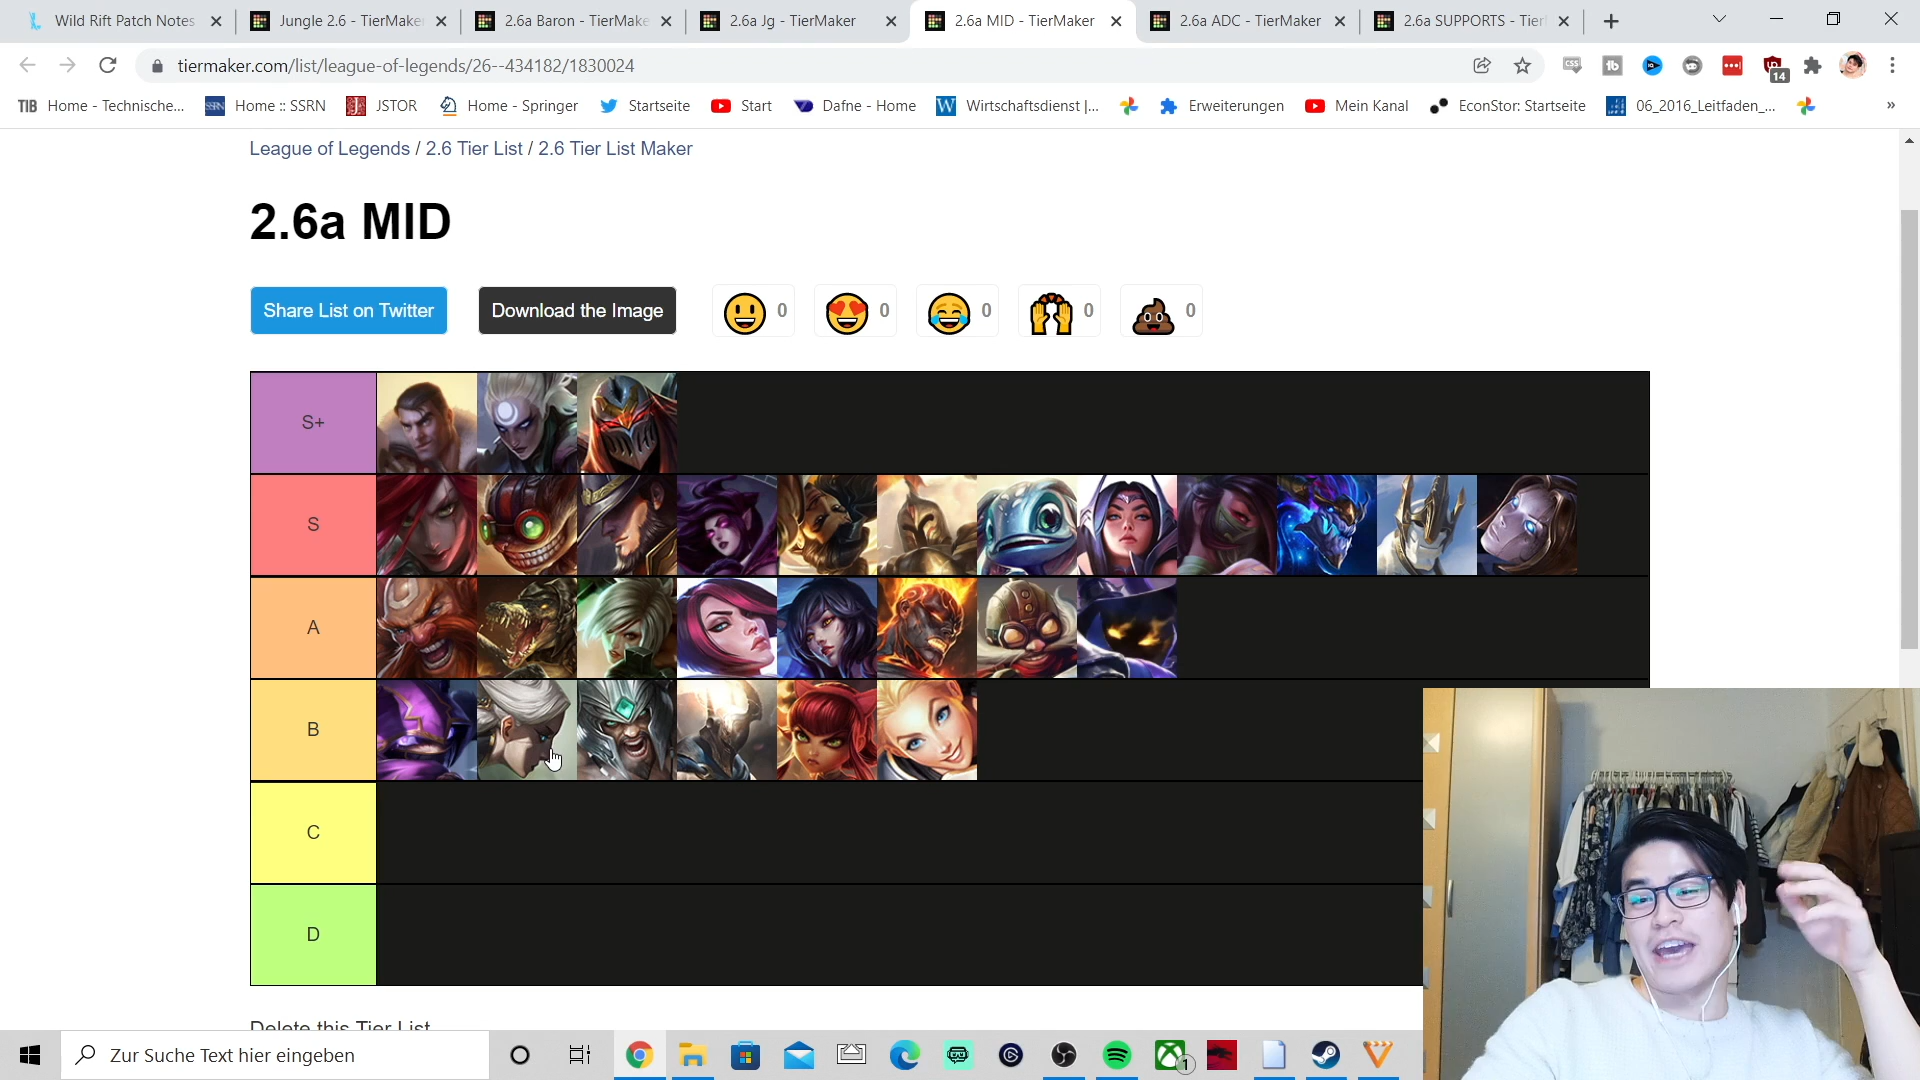 Wild Rift Patch Notes
Jungle 2.6 - TierMaker
2.6a Baron - TierMake
2.6a Jg - TierMaker
2.6a MID - TierMaker
2.6a ADC - TierMaker
2.6a SUPPORTS - Tier
tiermaker.com/list/league-of-legends/26--434182/1830024
14
TIB Home - Technische...
SSRN Home :: SSRN
JSTOR
Home - Springer
Startseite
Start
Dafne - Home
W Wirtschaftsdienst |...
Erweiterungen
Mein Kanal
EconStor: Startseite
06_2016_Leitfaden_...
»
League of Legends / 2.6 Tier List / 2.6 Tier List Maker
2.6a MID
Share List on Twitter
Download the Image
0
0
0
0
0
S+
S
A
B
C
D
Delete this Tier List
Zur Suche Text hier eingeben
1